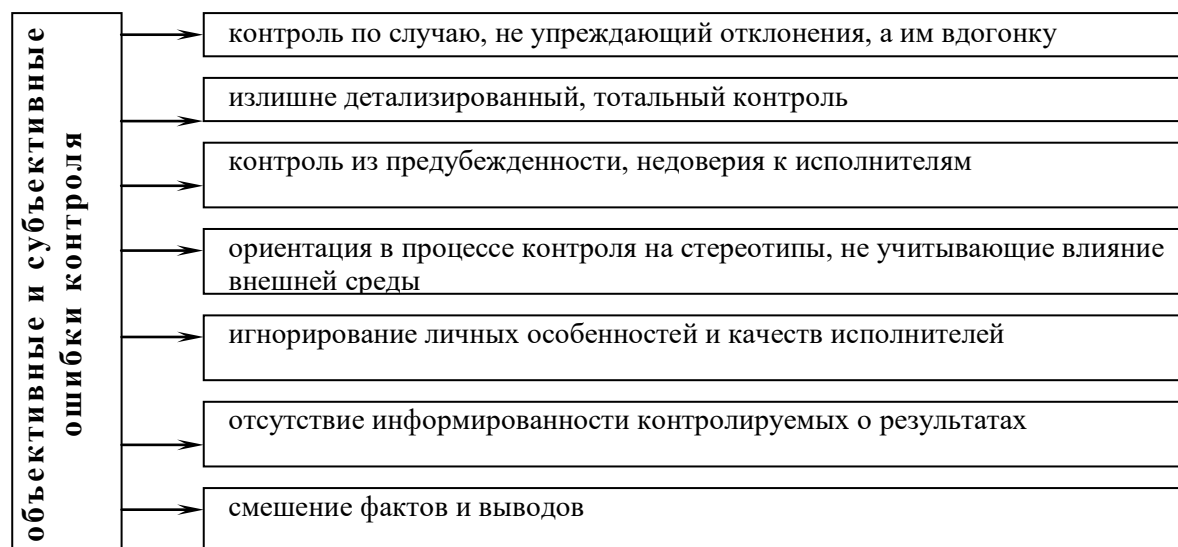 объективные и субъективные
ошибки контроля
контроль по случаю, не упреждающий отклонения, а им вдогонку
излишне детализированный, тотальный контроль
контроль из предубежденности, недоверия к исполнителям
ориентация в процессе контроля на стереотипы, не учитывающие влияние
внешней среды
игнорирование личных особенностей и качеств исполнителей
отсутствие информированности контролируемых о результатах
смешение фактов и выводов